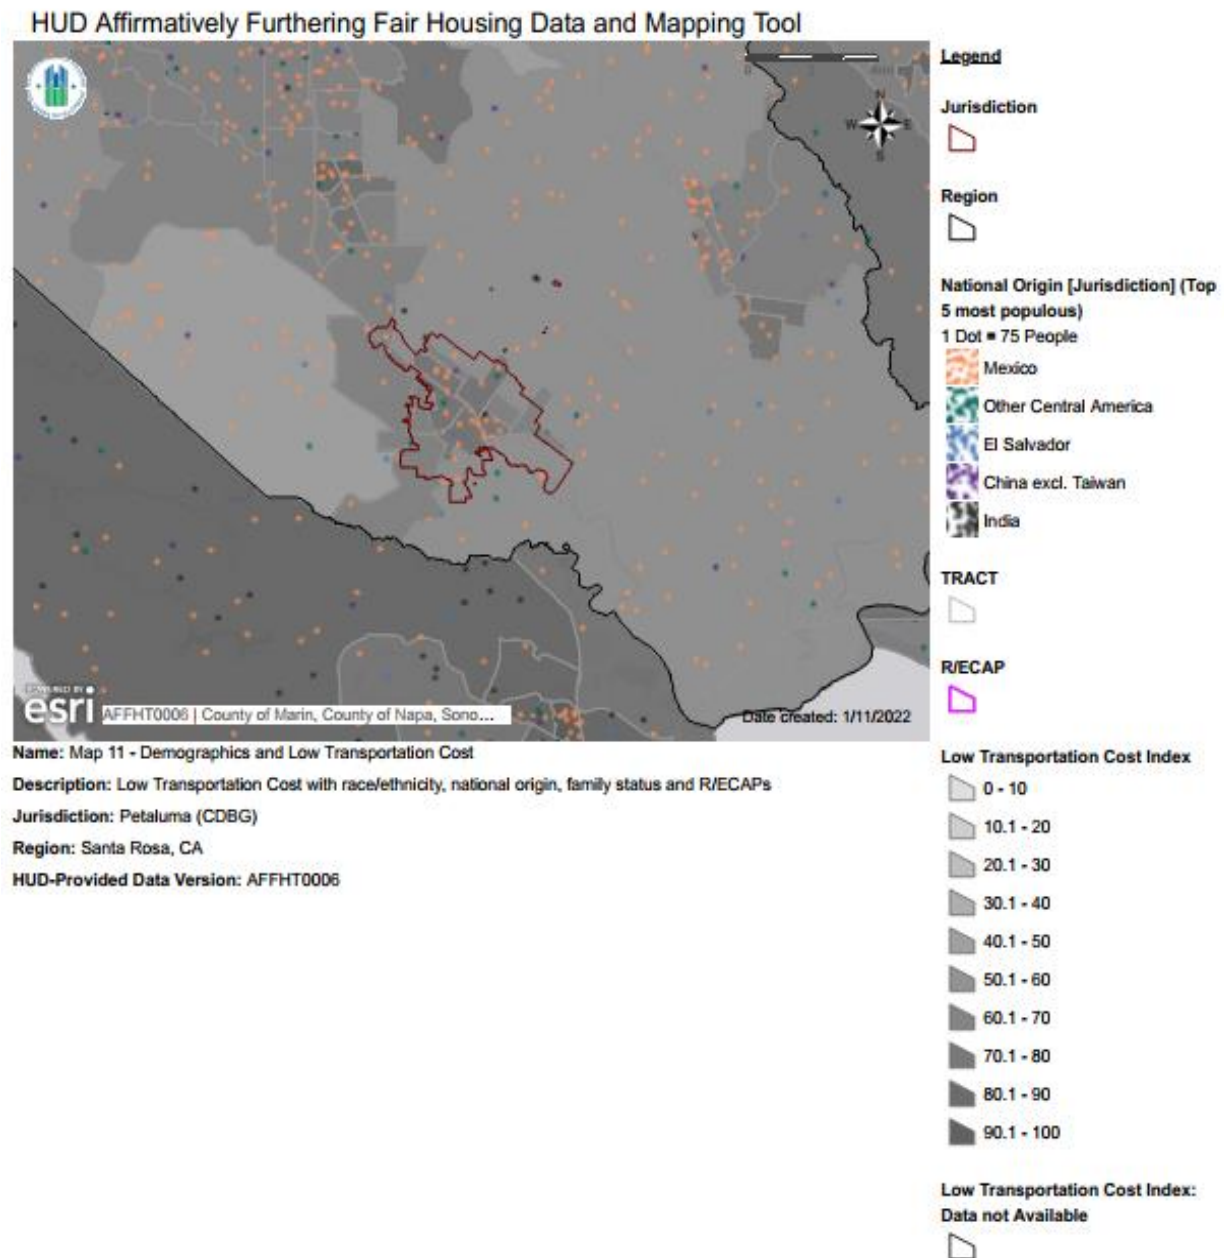 HUD Affirmatively Furthering Fair Housing Data and Mapping Tool
Legend
N
W E
S
Jurisdiction
Region
National Origin [Jurisdiction] (Top
5 most populous)
1 Dot = 75 People
Mexico
Other Central America
El Salvador
China excl. Taiwan
India
TRACT
R/ECAP
POWERED BY
esri
AFFHT0006 | County of Marin, County of Napa, Sono...
Date created: 1/11/2022
Name: Map 11 - Demographics and Low Transportation Cost
Description: Low Transportation Cost with race/ethnicity, national origin, family status and R/ECAPs
Jurisdiction: Petaluma (CDBG)
Region: Santa Rosa, CA
HUD-Provided Data Version: AFFHT0006
Low Transportation Cost Index
0 - 10
10.1 - 20
20.1 - 30
30.1 - 40
40.1 - 50
50.1 - 60
60.1 - 70
70.1 - 80
80.1 - 90
90.1 - 100
Low Transportation Cost Index:
Data not Available